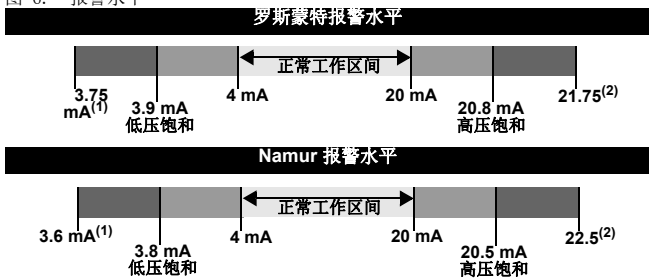 图 6. 报警水平
罗斯蒙特报警水平
正常工作区间
3.75 mA(1)
3.9 mA
低压饱和
4 mA
20 mA
20.8 mA
高压饱和
21.75(2)
Namur 报警水平
正常工作区间
3.6 mA(1)
3.8 mA
低压饱和
4 mA
20 mA
20.5 mA
高压饱和
22.5(2)